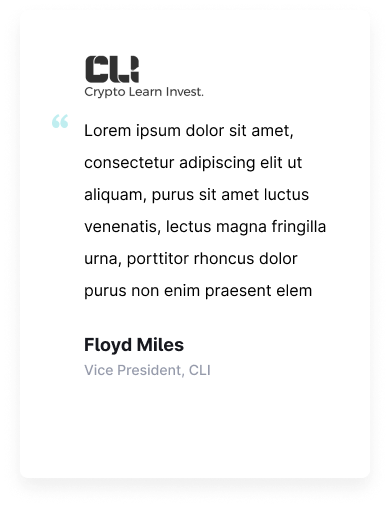 CLI
Crypto Learn Invest.
“
Lorem ipsum dolor sit amet,
consectetur adipiscing elit ut
aliquam, purus sit amet luctus
venenatis, lectus magna fringilla
urna, porttitor rhoncus dolor
purus non enim praesent elem
Floyd Miles
Vice President, CLI